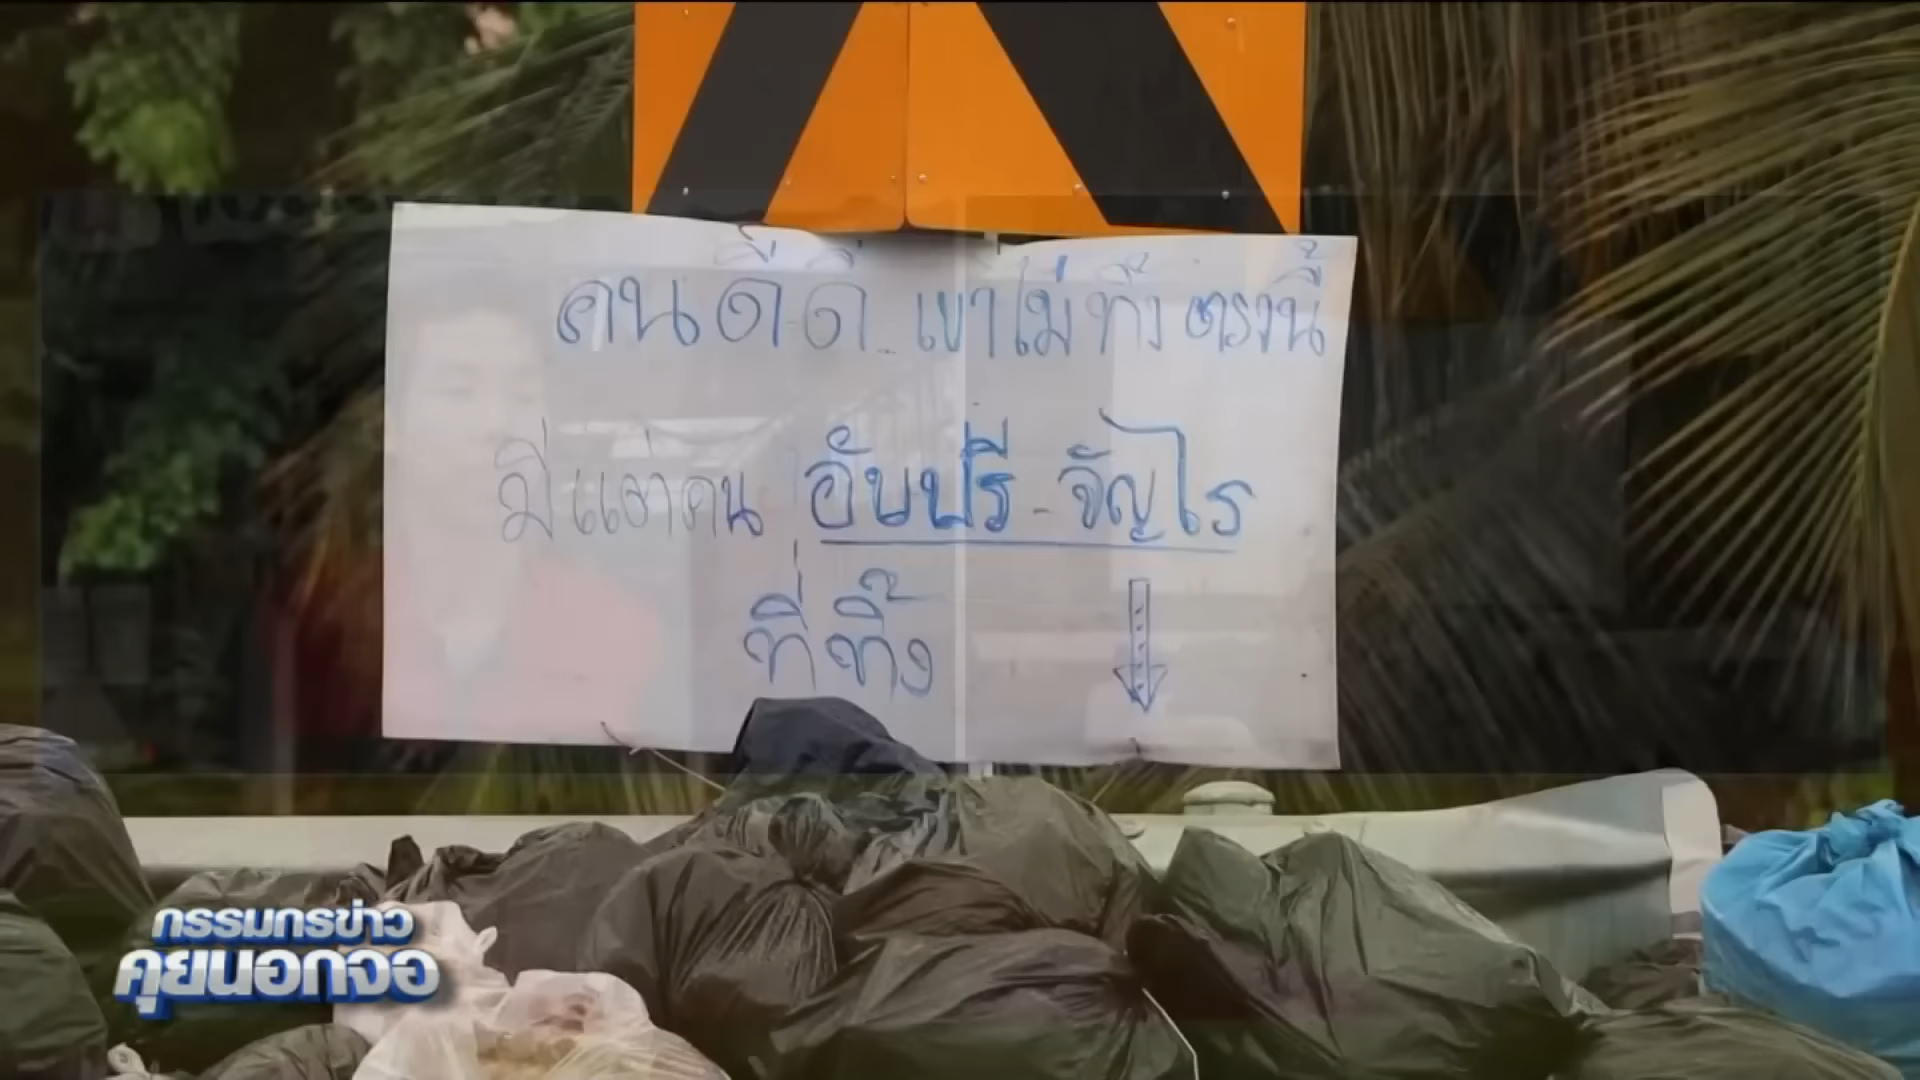 คนดีดี เขาไม่ทิ้งตรงนี้
มีแต่คน อับปรี-จัญไร
ที่ทิ้ง
กรรมกรข่าว
คุยนอกจอ